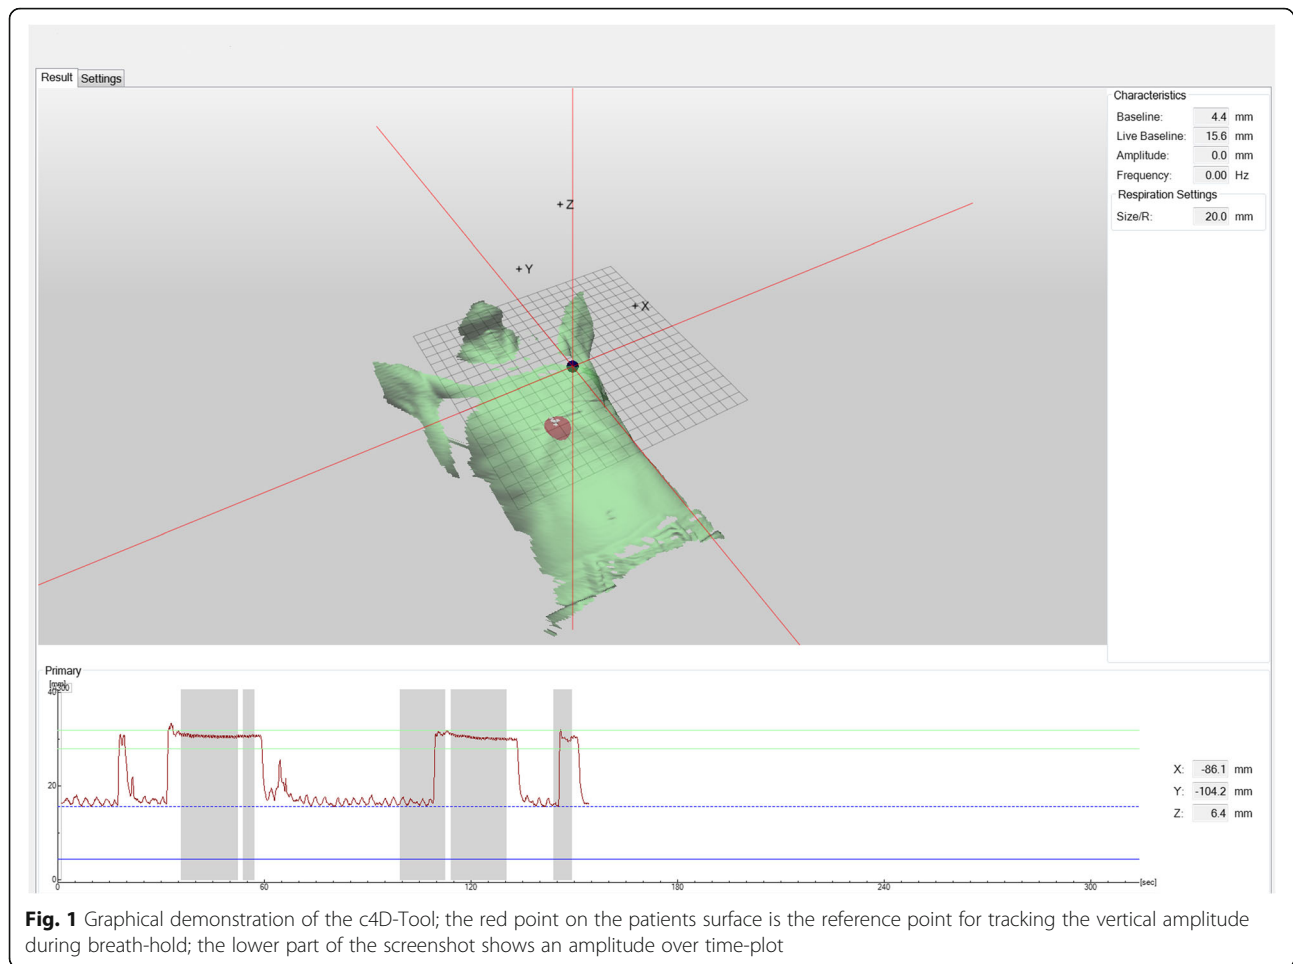 Result Settings
Characteristics
Baseline: 4.4 mm
Live Baseline: 15.6 mm
Amplitude: 0.0 mm
Frequency: 0.00 Hz
Respiration Settings
Size/R: 20.0 mm
+Z
+Y
+X
Primary
40
20
0
0 60 120 180 240 300 [sec]
X: -86.1 mm
Y: -104.2 mm
Z: 6.4 mm
Fig. 1 Graphical demonstration of the c4D-Tool; the red point on the patients surface is the reference point for tracking the vertical amplitude
during breath-hold; the lower part of the screenshot shows an amplitude over time-plot